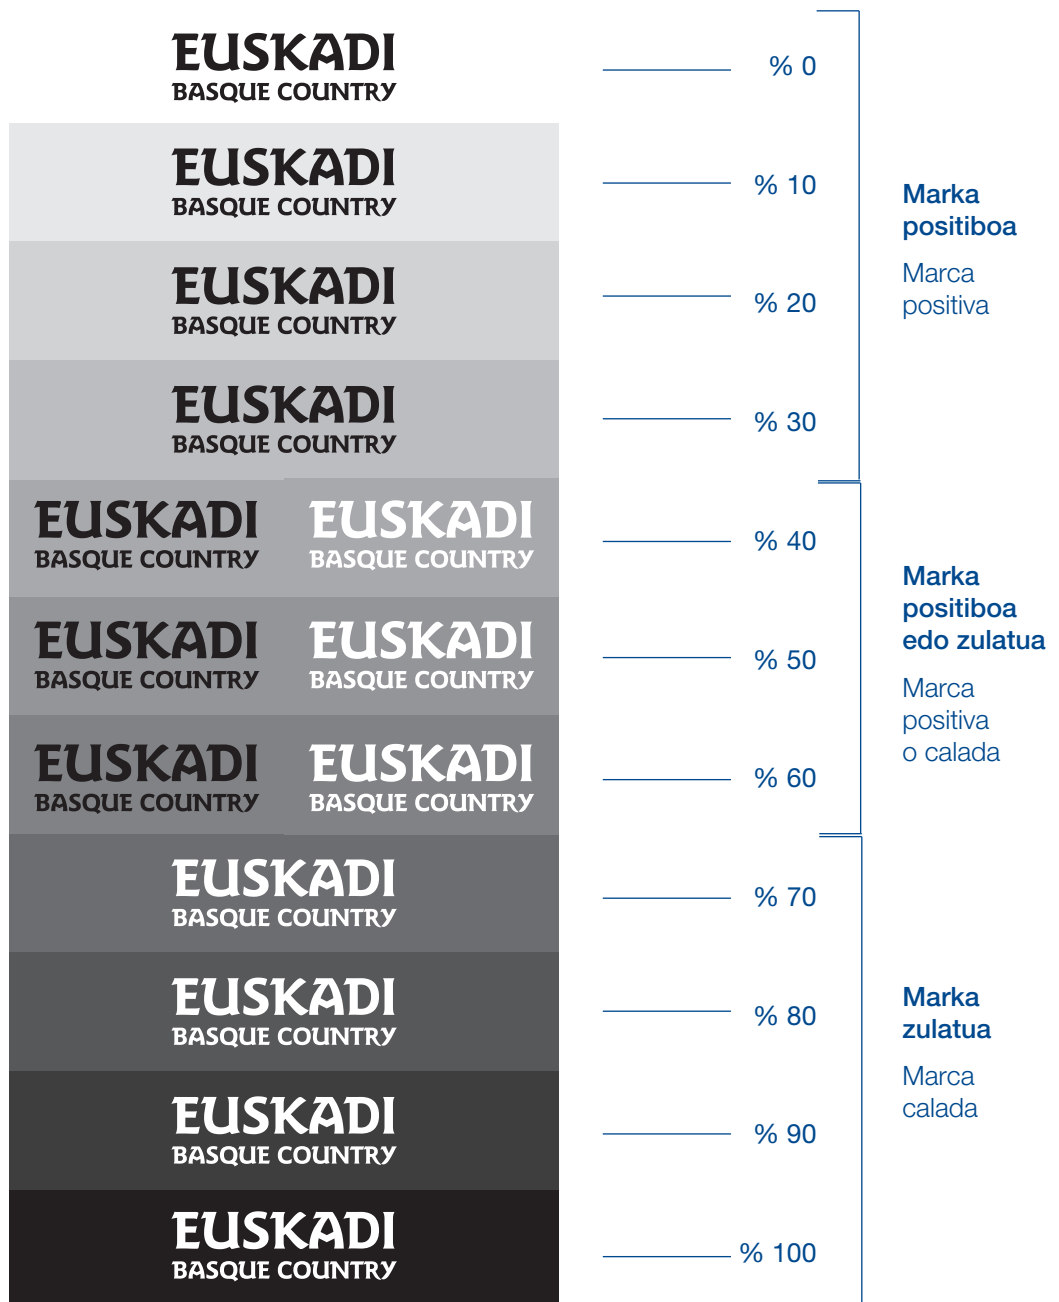 EUSKADI
BASQUE COUNTRY
% 0
EUSKADI
BASQUE COUNTRY
% 10
EUSKADI
BASQUE COUNTRY
% 20
EUSKADI
BASQUE COUNTRY
% 30
Marka
positiboa
Marca
positiva
EUSKADI
BASQUE COUNTRY
EUSKADI
BASQUE COUNTRY
% 40
EUSKADI
BASQUE COUNTRY
EUSKADI
BASQUE COUNTRY
% 50
EUSKADI
BASQUE COUNTRY
EUSKADI
BASQUE COUNTRY
% 60
Marka
positiboa
edo zulatua
Marca
positiva
o calada
EUSKADI
BASQUE COUNTRY
% 70
EUSKADI
BASQUE COUNTRY
% 80
EUSKADI
BASQUE COUNTRY
% 90
EUSKADI
BASQUE COUNTRY
% 100
Marka
zulatua
Marca
calada